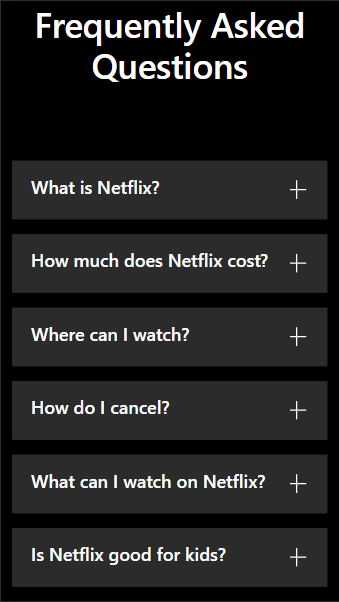 Frequently Asked
Questions
What is Netflix?
How much does Netflix cost?
Where can I watch?
How do I cancel?
What can I watch on Netflix?
Is Netflix good for kids?